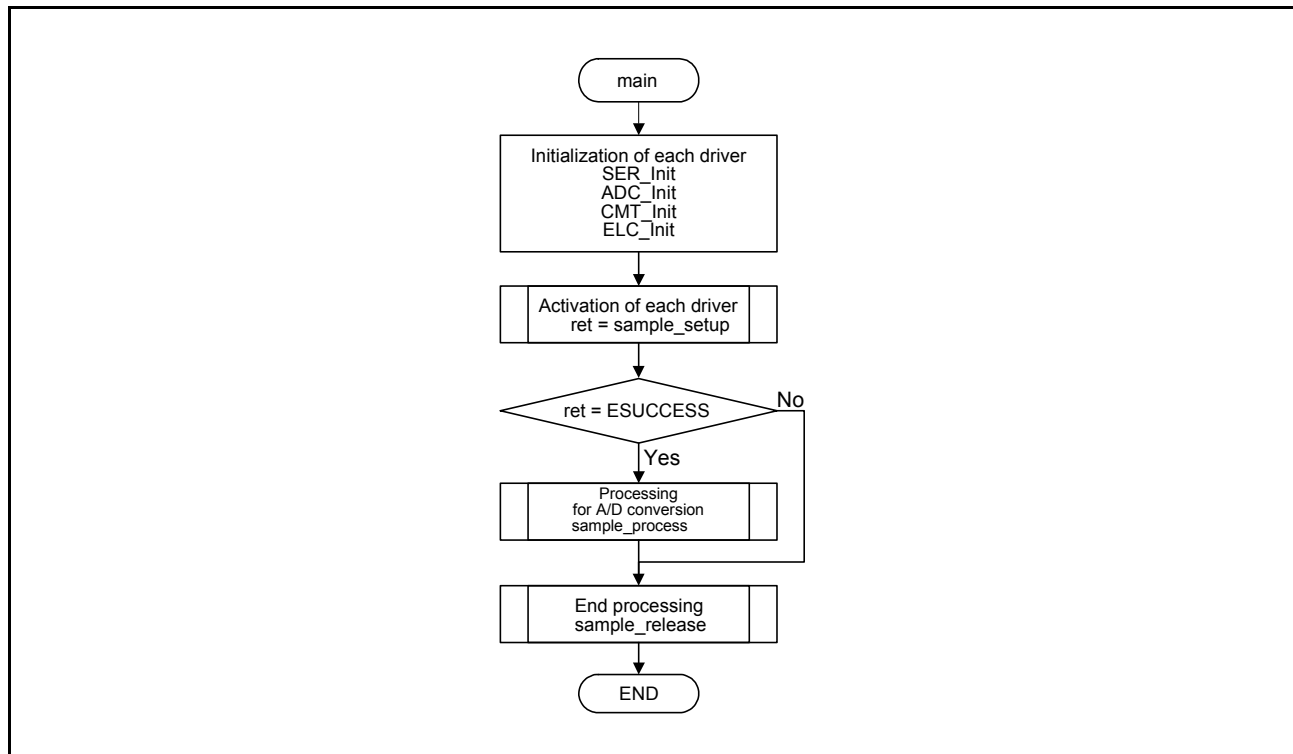 main
Initialization of each driver
SER_Init
ADC_Init
CMT_Init
ELC_Init
Activation of each driver
ret = sample_setup
ret = ESUCCESS
No
Yes
Processing
for A/D conversion
sample_process
End processing
sample_release
END